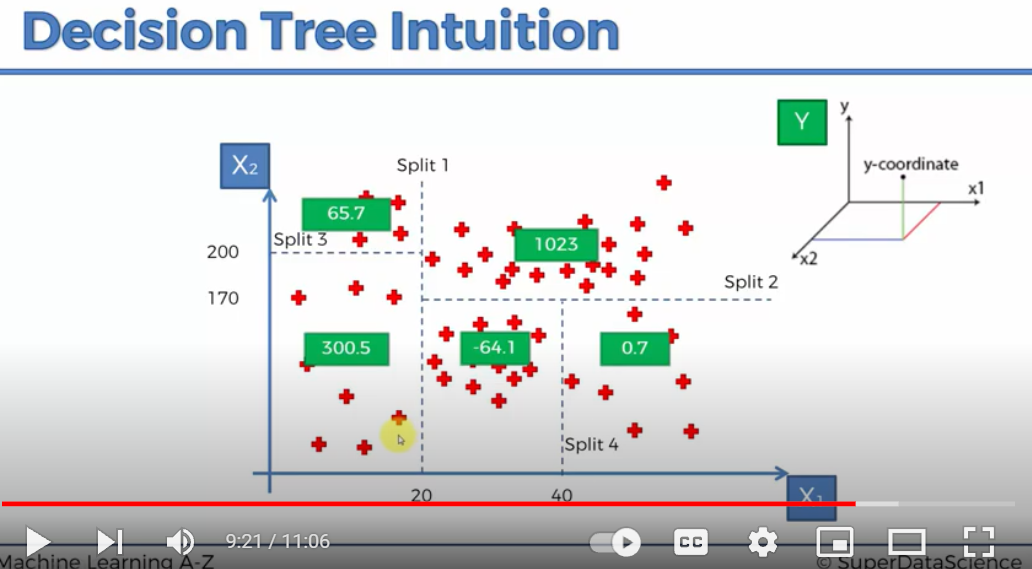 Decision Tree Intuition
Y
y
y-coordinate
x1
x2
X2
Split 1
65.7
Split 3
200
1023
170
Split 2
300.5
-64.1
0.7
Split 4
20
40
X1
9:21 / 11:06
CC
Machine Learning A-Z
© SuperDataScience